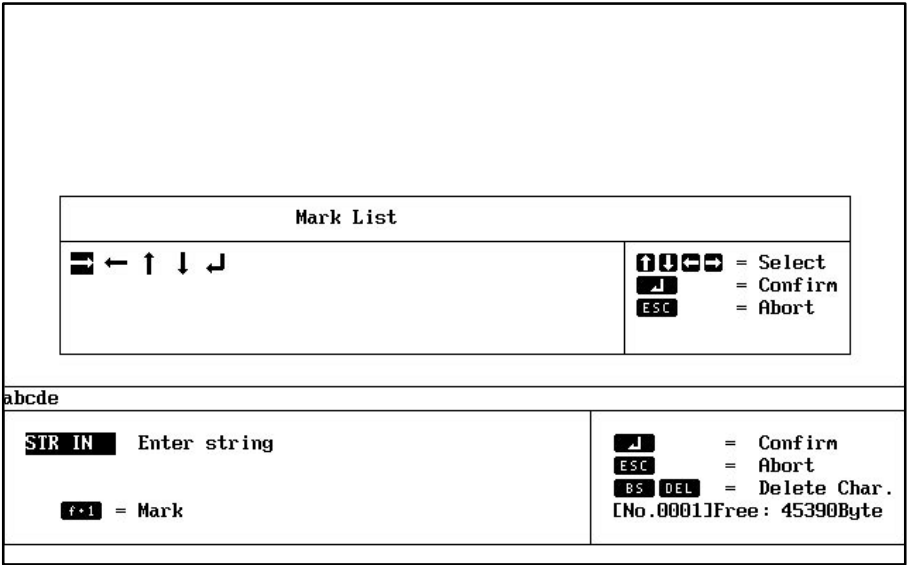 Mark List
→ ← ↑ ↓ ↵
↑ ↓ ← → = Select
↵ = Confirm
ESC = Abort
abcde
STR IN Enter string
f·1 = Mark
↵ = Confirm
ESC = Abort
BS DEL = Delete Char.
[No.0001]Free: 45390Byte